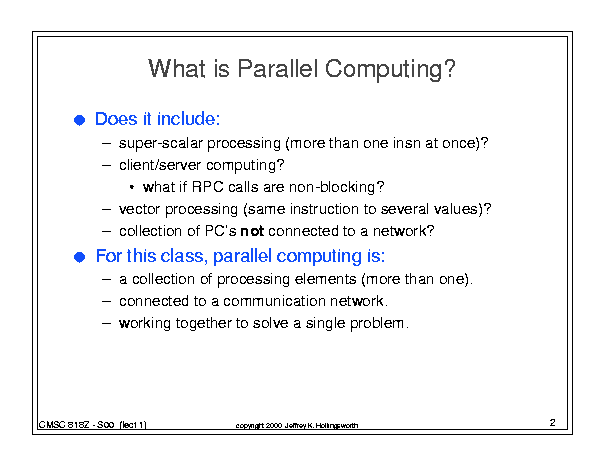 What is Parallel Computing?
● Does it include:
– super-scalar processing (more than one insn at once)?
– client/server computing?
• what if RPC calls are non-blocking?
– vector processing (same instruction to several values)?
– collection of PC's not connected to a network?
● For this class, parallel computing is:
– a collection of processing elements (more than one).
– connected to a communication network.
– working together to solve a single problem.
CMSC 818Z - S00 (lect 1)
copyright 2000 Jeffrey K. Hollingsworth
2